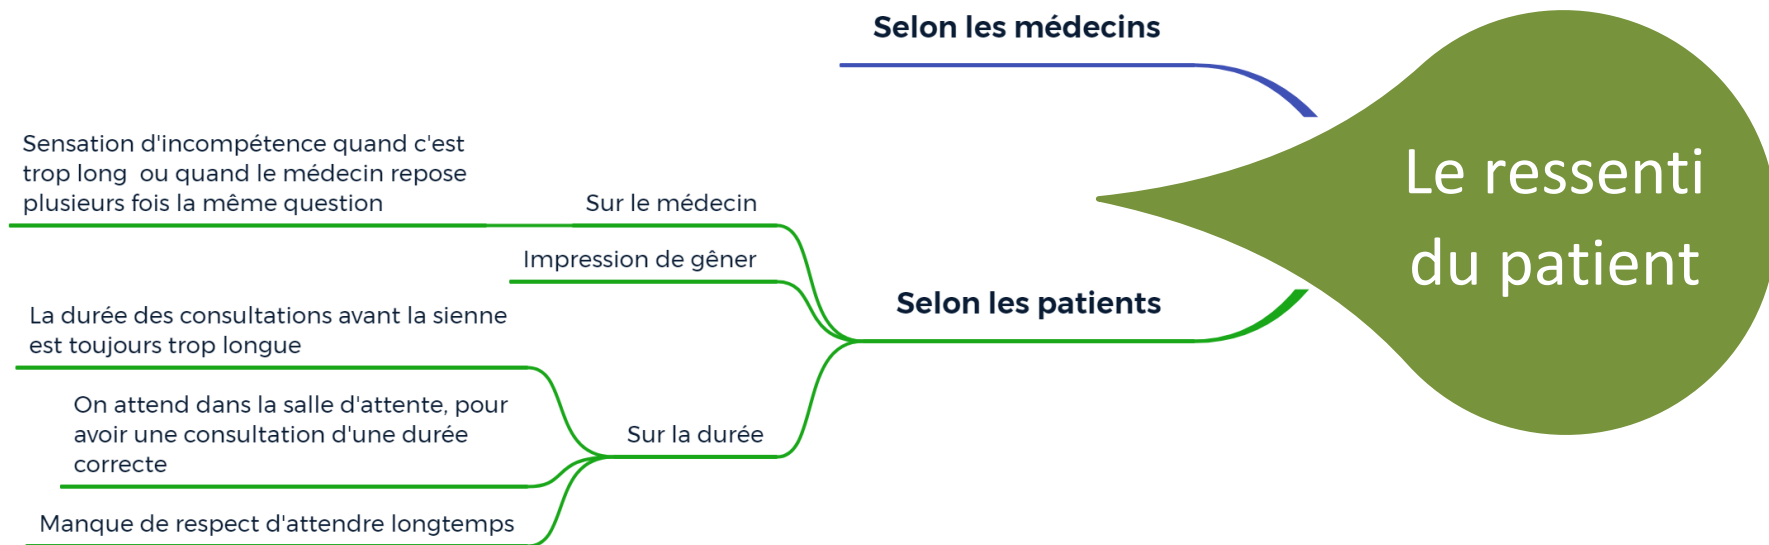 Selon les médecins
Le ressenti
du patient
Selon les patients
Sur le médecin
Sensation d'incompétence quand c'est
trop long  ou quand le médecin repose
plusieurs fois la même question
Impression de gêner
Sur la durée
La durée des consultations avant la sienne
est toujours trop longue
On attend dans la salle d'attente, pour
avoir une consultation d'une durée
correcte
Manque de respect d'attendre longtemps